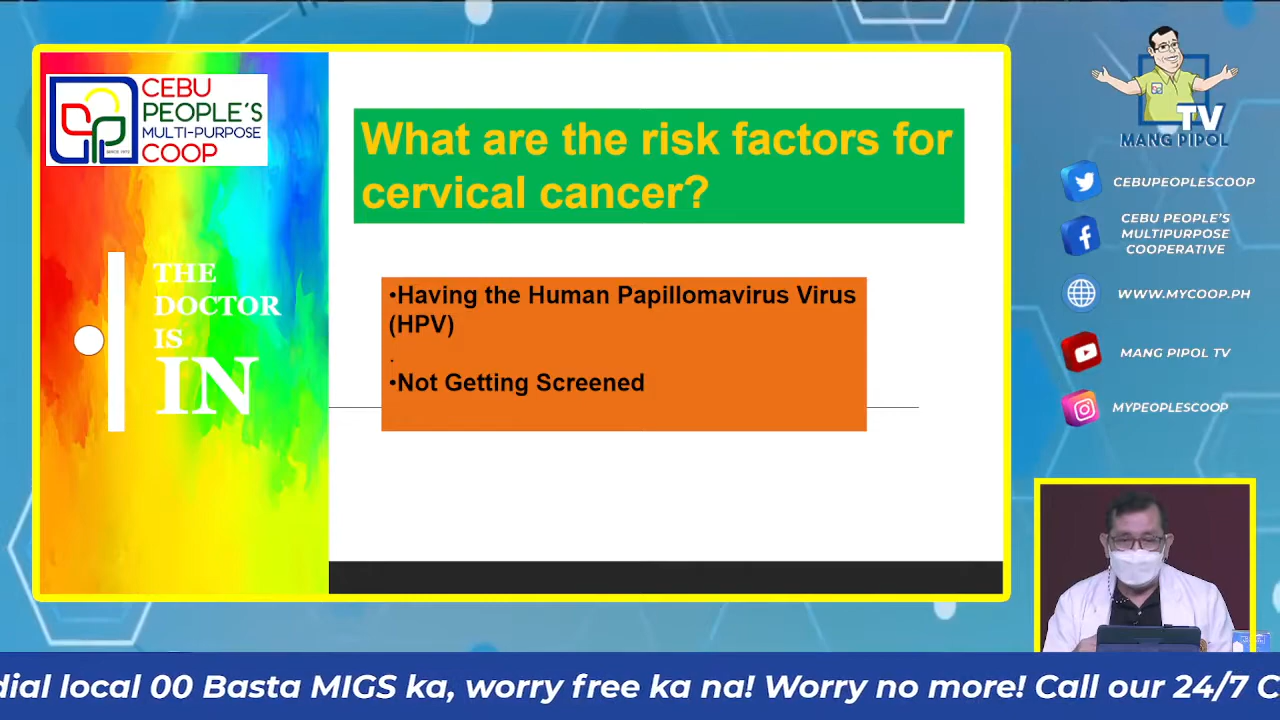 CEBU
PEOPLE'S
MULTI-PURPOSE
COOP
SINCE 1972
THE
DOCTOR
IS
IN
What are the risk factors for
cervical cancer?
•Having the Human Papillomavirus Virus
(HPV)
.
•Not Getting Screened
TV
MANG PIPOL
CEBUPEOPLESCOOP
CEBU PEOPLE'S
MULTIPURPOSE
COOPERATIVE
WWW.MYCOOP.PH
MANG PIPOL TV
MYPEOPLESCOOP
dial local 00 Basta MIGS ka, worry free ka na! Worry no more! Call our 24/7 C